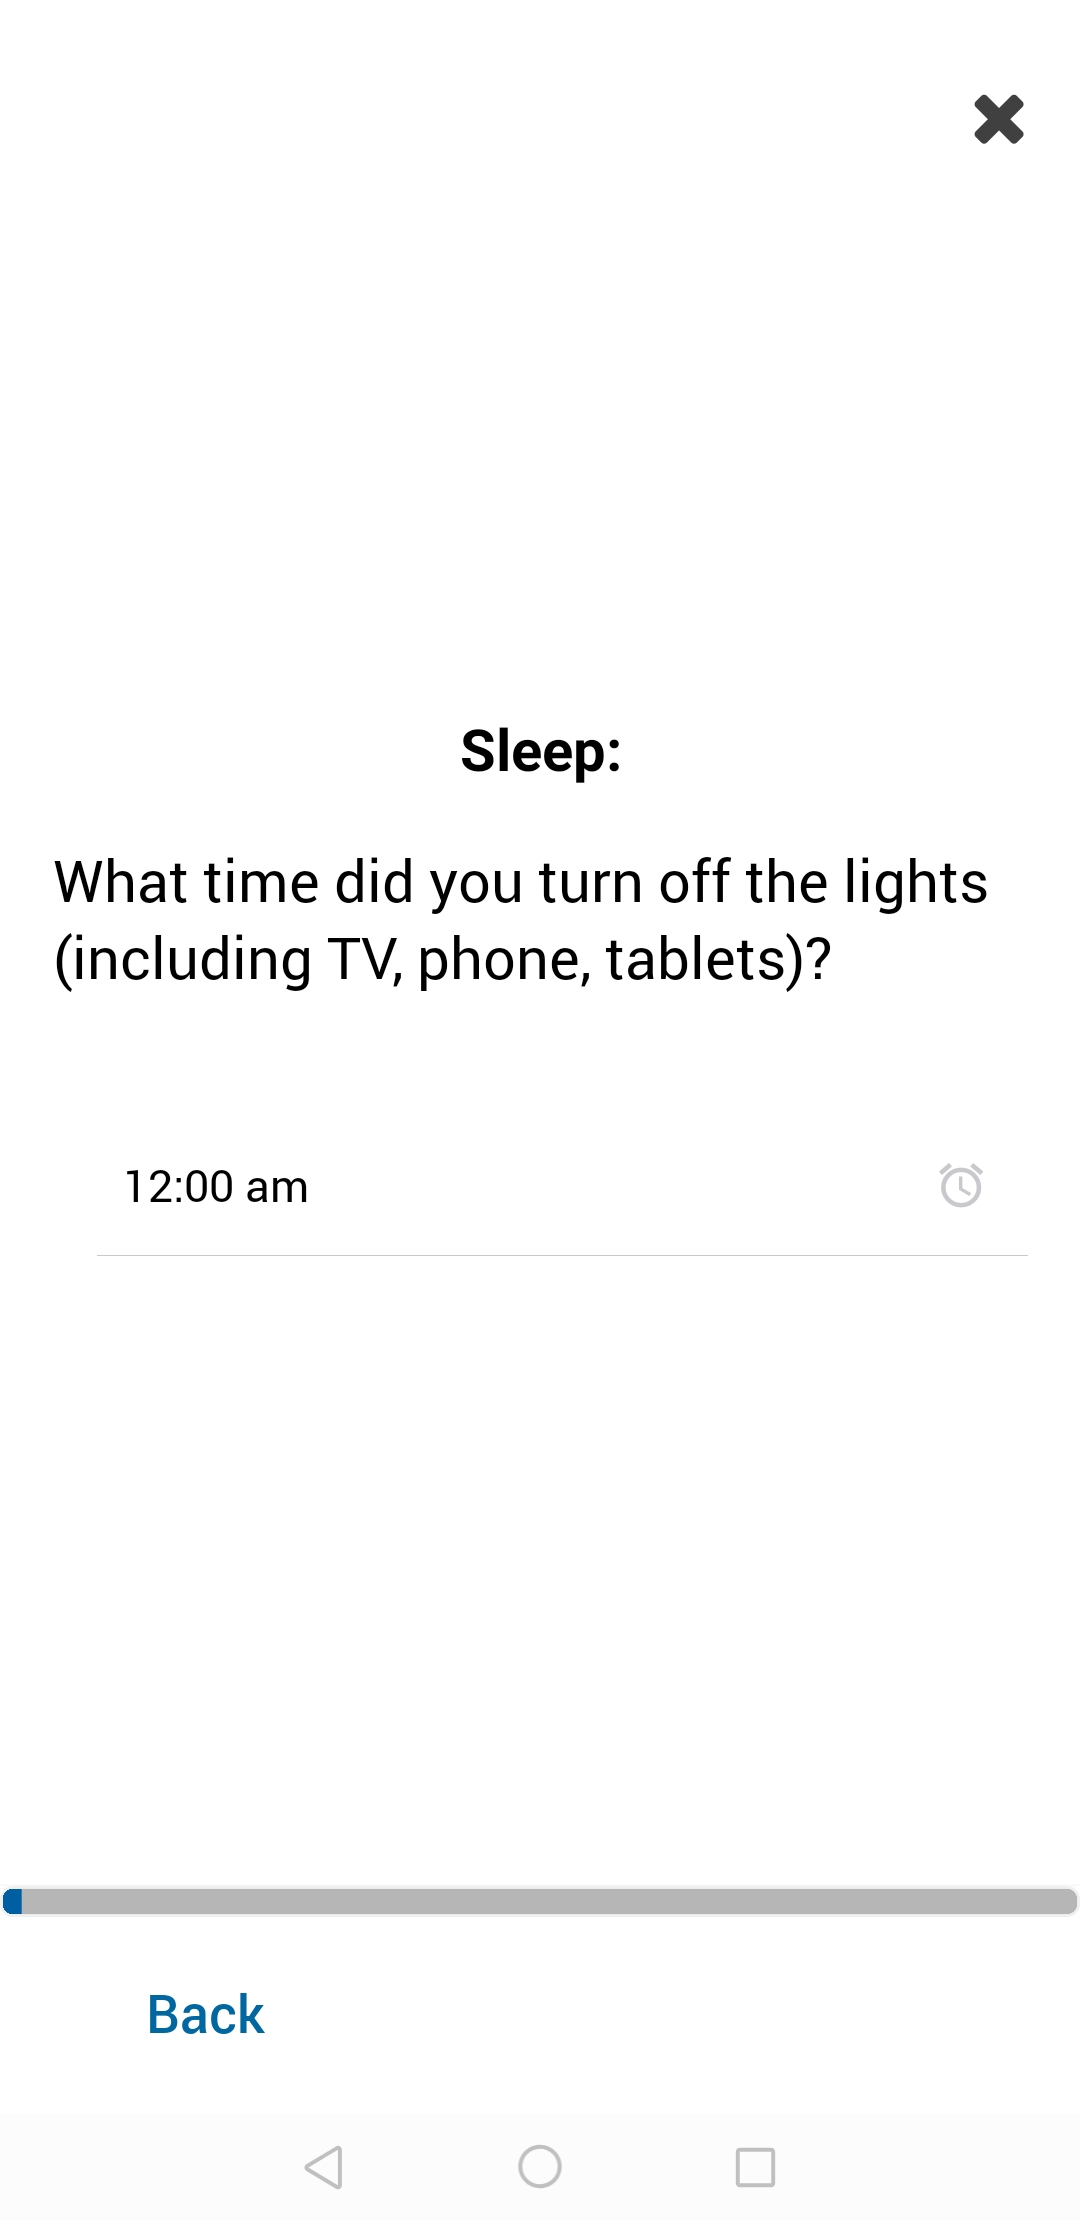 Sleep:
What time did you turn off the lights
(including TV, phone, tablets)?
12:00 am
Back